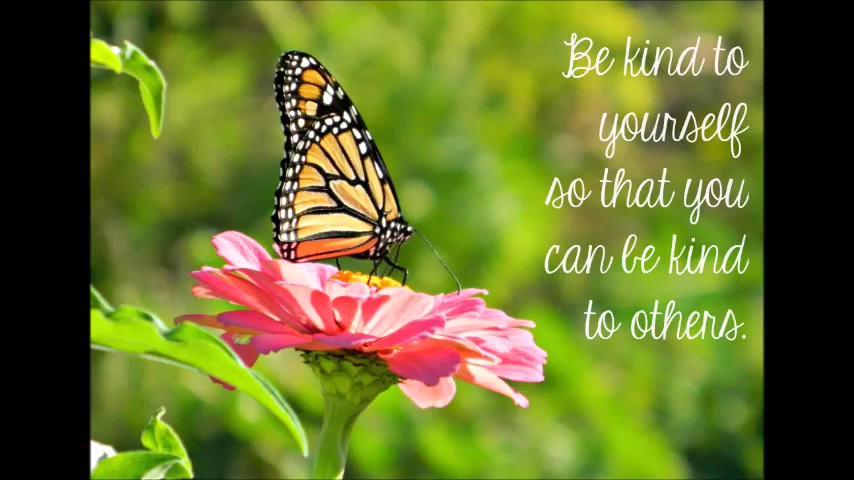 Be kind to
yourself
so that you
can be kind
to others.